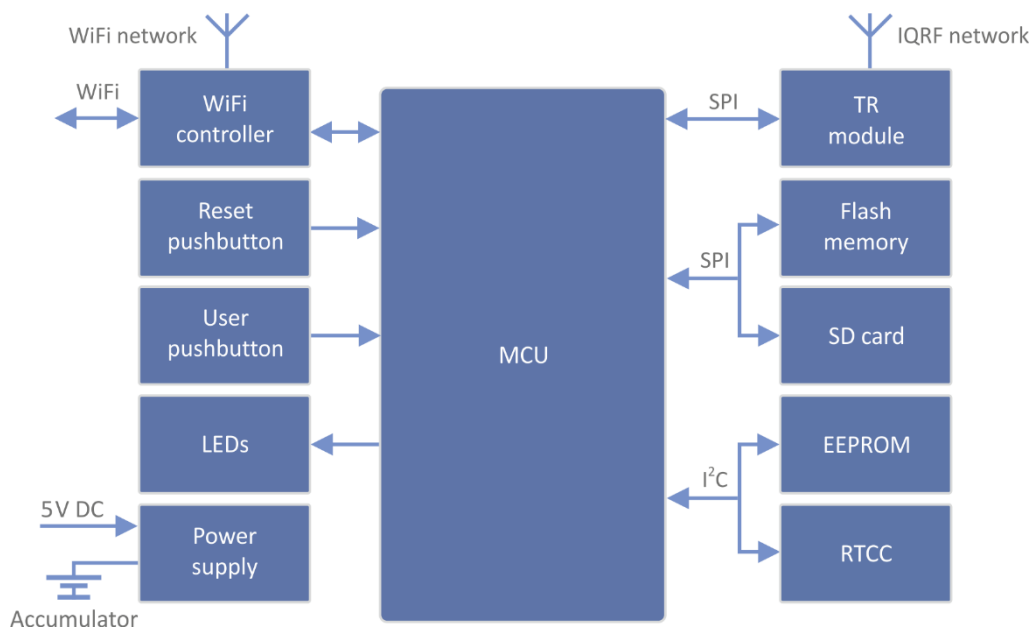 WiFi network
IQRF network
WiFi
WiFi
controller
SPI
TR
module
Reset
pushbutton
Flash
memory
SPI
User
pushbutton
MCU
SD card
LEDs
EEPROM
I²C
5V DC
Power
supply
RTCC
Accumulator